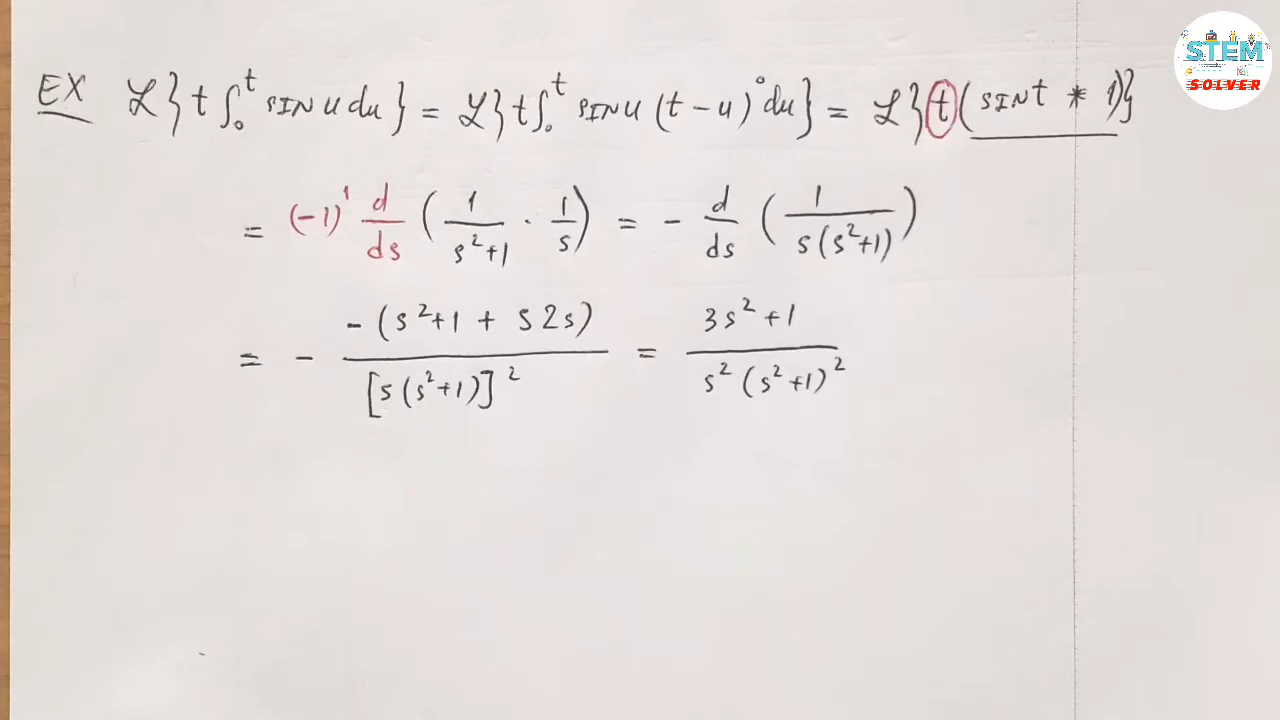 EX ℒ{t∫₀ᵗ SIN u du} = ℒ{t∫₀ᵗ SIN u (t-u)⁰ du} = ℒ{t(SIN t * 1)}
= (-1)¹ d/ds (1/(s²+1) · 1/s) = - d/ds (1/(s(s²+1)))
= - (-(s²+1 + s2s))/([s(s²+1)]²) = (3s²+1)/(s²(s²+1)²)
STEM
SOLVER